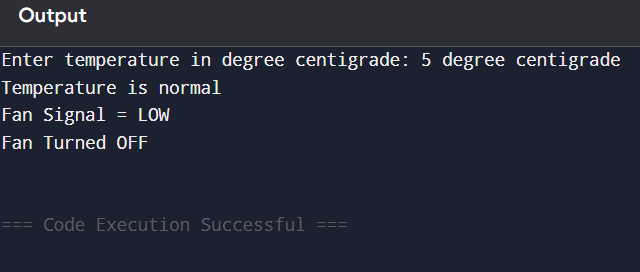 Output
Enter temperature in degree centigrade: 5 degree centigrade
Temperature is normal
Fan Signal = LOW
Fan Turned OFF
=== Code Execution Successful ===